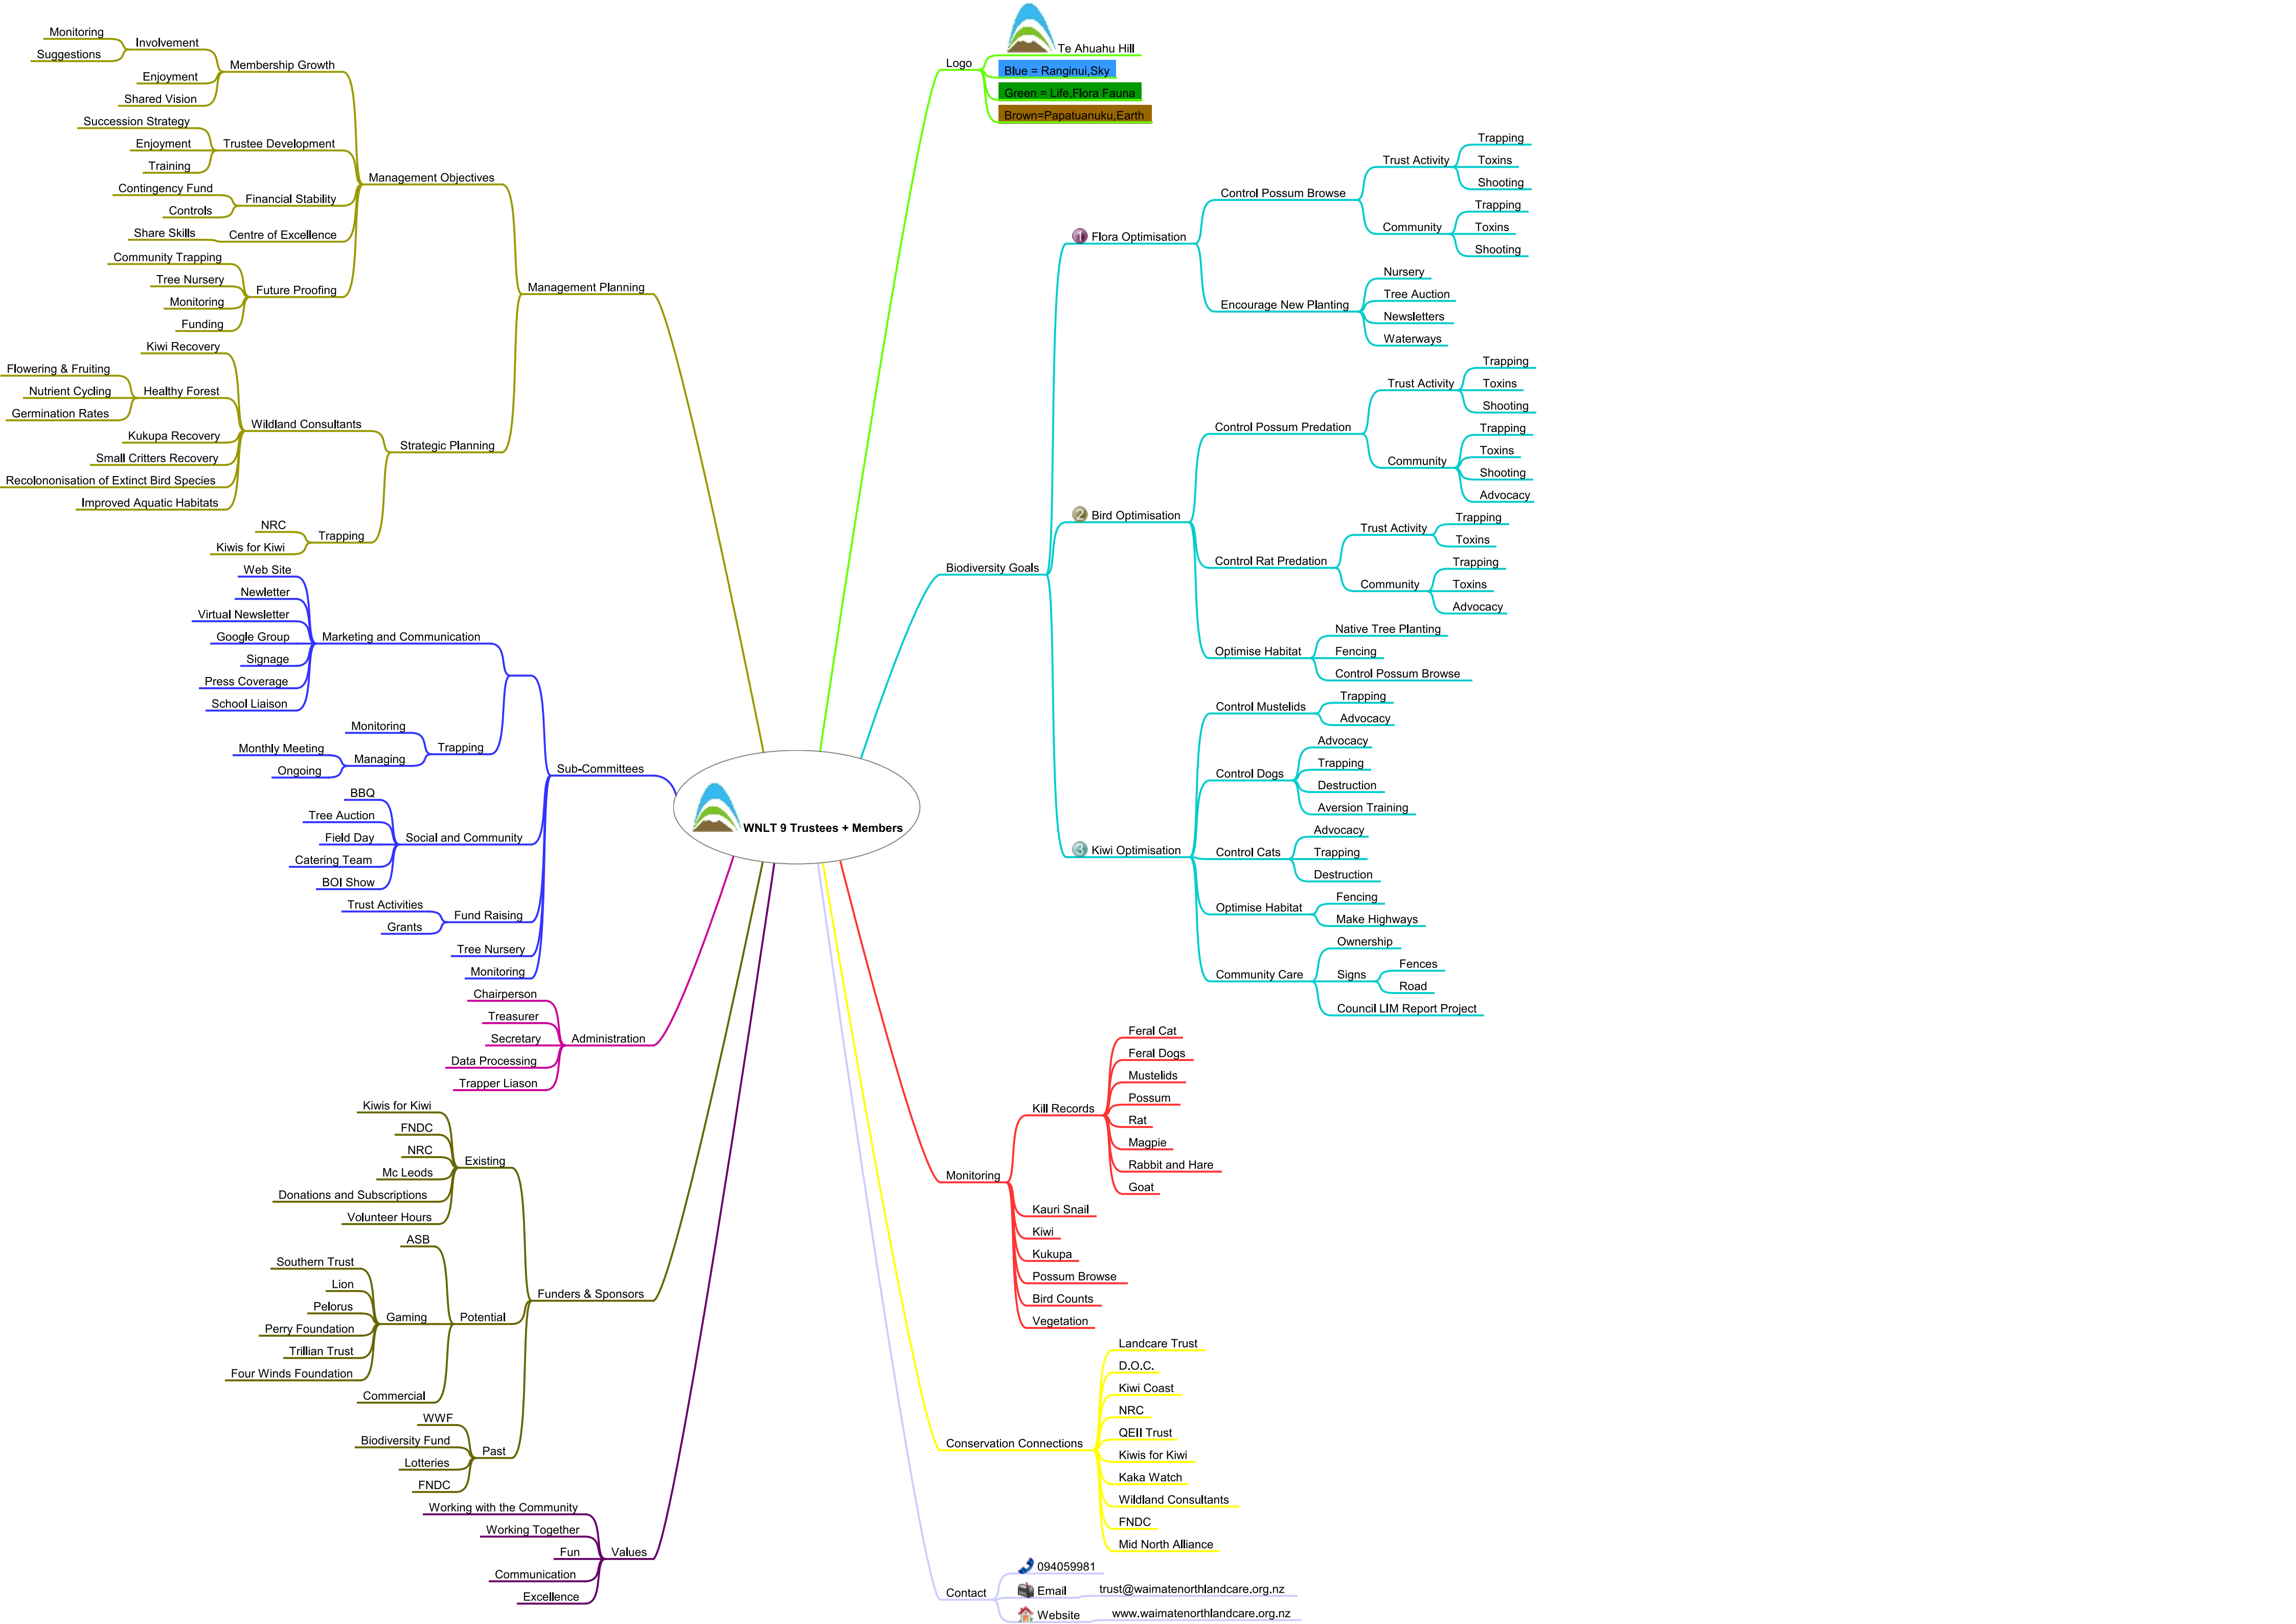 WNLT 9 Trustees + Members
Logo
Te Ahuahu Hill
Blue = Ranginui,Sky
Green = Life,Flora Fauna
Brown=Papatuanuku,Earth
Biodiversity Goals
1 Flora Optimisation
Control Possum Browse
Trust Activity
Trapping
Toxins
Shooting
Community
Trapping
Toxins
Shooting
Encourage New Planting
Nursery
Tree Auction
Newsletters
Waterways
2 Bird Optimisation
Control Possum Predation
Trust Activity
Trapping
Toxins
Shooting
Community
Trapping
Toxins
Shooting
Advocacy
Control Rat Predation
Trust Activity
Trapping
Toxins
Community
Trapping
Toxins
Advocacy
Optimise Habitat
Native Tree Planting
Fencing
Control Possum Browse
3 Kiwi Optimisation
Control Mustelids
Trapping
Advocacy
Control Dogs
Advocacy
Trapping
Destruction
Aversion Training
Control Cats
Advocacy
Trapping
Destruction
Optimise Habitat
Fencing
Make Highways
Community Care
Ownership
Signs
Fences
Road
Council LIM Report Project
Monitoring
Kill Records
Feral Cat
Feral Dogs
Mustelids
Possum
Rat
Magpie
Rabbit and Hare
Goat
Kauri Snail
Kiwi
Kukupa
Possum Browse
Bird Counts
Vegetation
Conservation Connections
Landcare Trust
D.O.C.
Kiwi Coast
NRC
QEII Trust
Kiwis for Kiwi
Kaka Watch
Wildland Consultants
FNDC
Mid North Alliance
Contact
094059981
Email
trust@waimatenorthlandcare.org.nz
Website
www.waimatenorthlandcare.org.nz
Management Planning
Management Objectives
Membership Growth
Involvement
Monitoring
Suggestions
Enjoyment
Shared Vision
Trustee Development
Succession Strategy
Enjoyment
Training
Financial Stability
Contingency Fund
Controls
Centre of Excellence
Share Skills
Future Proofing
Community Trapping
Tree Nursery
Monitoring
Funding
Strategic Planning
Wildland Consultants
Kiwi Recovery
Healthy Forest
Flowering & Fruiting
Nutrient Cycling
Germination Rates
Kukupa Recovery
Small Critters Recovery
Recolononisation of Extinct Bird Species
Improved Aquatic Habitats
Trapping
NRC
Kiwis for Kiwi
Sub-Committees
Marketing and Communication
Web Site
Newletter
Virtual Newsletter
Google Group
Signage
Press Coverage
School Liaison
Trapping
Monitoring
Managing
Monthly Meeting
Ongoing
Social and Community
BBQ
Tree Auction
Field Day
Catering Team
BOI Show
Fund Raising
Trust Activities
Grants
Tree Nursery
Monitoring
Administration
Chairperson
Treasurer
Secretary
Data Processing
Trapper Liason
Funders & Sponsors
Existing
Kiwis for Kiwi
FNDC
NRC
Mc Leods
Donations and Subscriptions
Volunteer Hours
Potential
ASB
Gaming
Southern Trust
Lion
Pelorus
Perry Foundation
Trillian Trust
Four Winds Foundation
Commercial
Past
WWF
Biodiversity Fund
Lotteries
FNDC
Values
Working with the Community
Working Together
Fun
Communication
Excellence